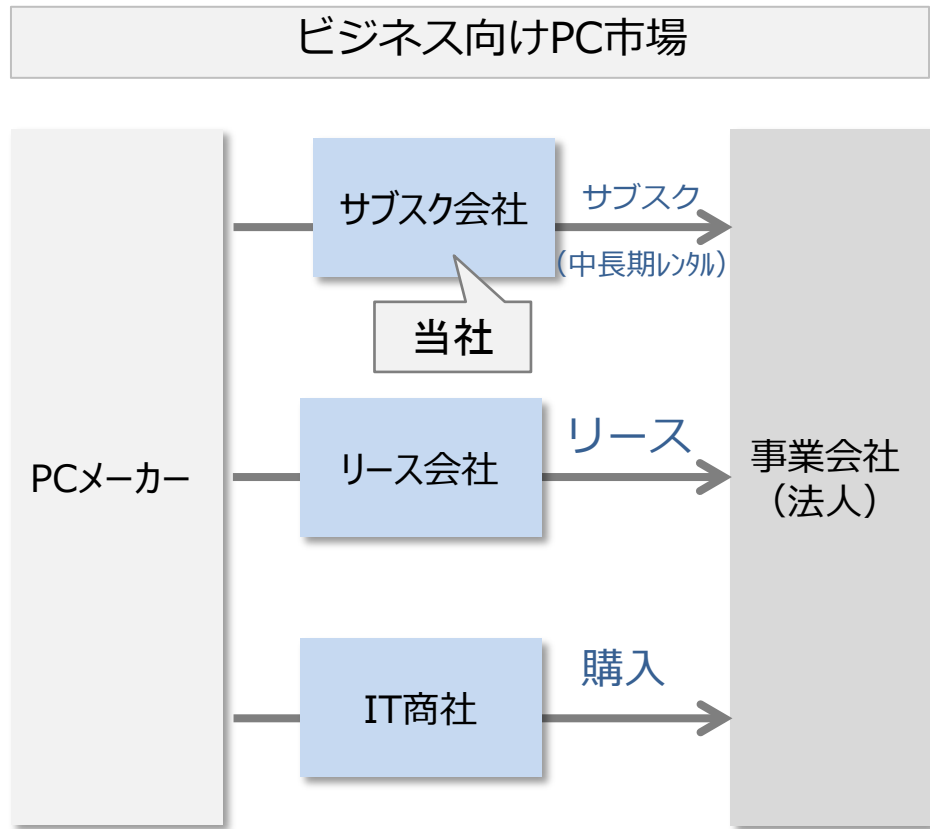 ビジネス向けPC市場
サブスク会社
サブスク
（中長期レンタル）
当社
PCメーカー
リース会社
リース
事業会社
（法人）
IT商社
購入